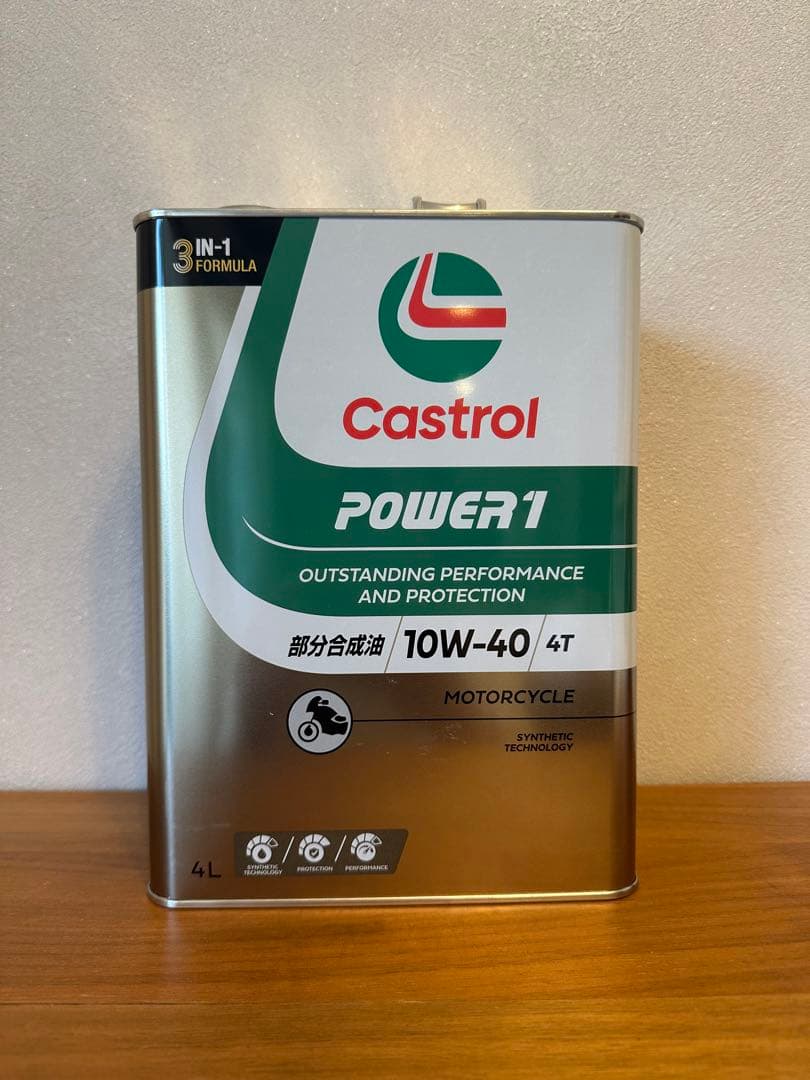 3 IN-1
FORMULA
Castrol
POWER1
OUTSTANDING PERFORMANCE
AND PROTECTION
部分合成油 / 10W-40 / 4T
MOTORCYCLE
SYNTHETIC
TECHNOLOGY
4L
SYNTHETIC
TECHNOLOGY
PROTECTION
PERFORMANCE